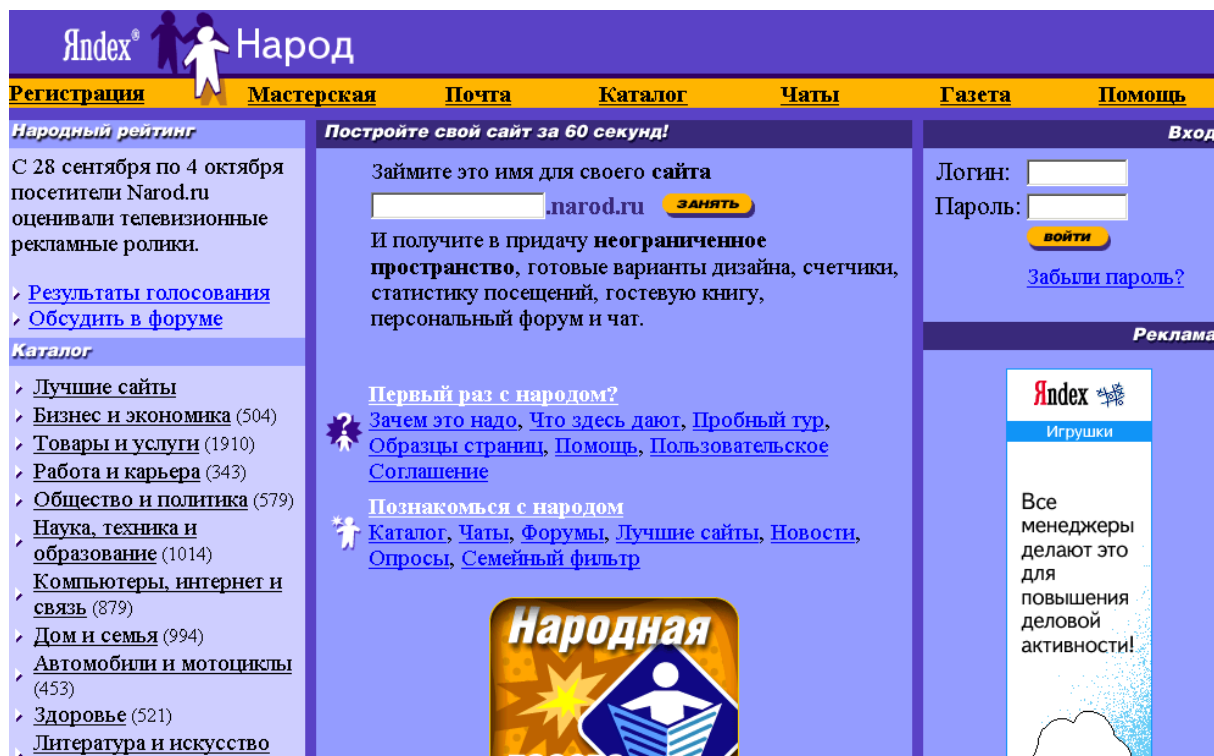 Яndex® Народ
Регистрация Мастерская Почта Каталог Чаты Газета Помощь
Народный рейтинг
С 28 сентября по 4 октября
посетители Narod.ru
оценивали телевизионные
рекламные ролики.
Результаты голосования
Обсудить в форуме
Каталог
Лучшие сайты
Бизнес и экономика (504)
Товары и услуги (1910)
Работа и карьера (343)
Общество и политика (579)
Наука, техника и
образование (1014)
Компьютеры, интернет и
связь (879)
Дом и семья (994)
Автомобили и мотоциклы
(453)
Здоровье (521)
Литература и искусство
Постройте свой сайт за 60 секунд!
Займите это имя для своего сайта
.narod.ru занять
И получите в придачу неограниченное
пространство, готовые варианты дизайна, счетчики,
статистику посещений, гостевую книгу,
персональный форум и чат.
Первый раз с народом?
Зачем это надо, Что здесь дают, Пробный тур,
Образцы страниц, Помощь, Пользовательское
Соглашение
Познакомься с народом
Каталог, Чаты, Форумы, Лучшие сайты, Новости,
Опросы, Семейный фильтр
Народная
Вход
Логин:
Пароль:
войти
Забыли пароль?
Реклама
Яndex
Игрушки
Все
менеджеры
делают это
для
повышения
деловой
активности!